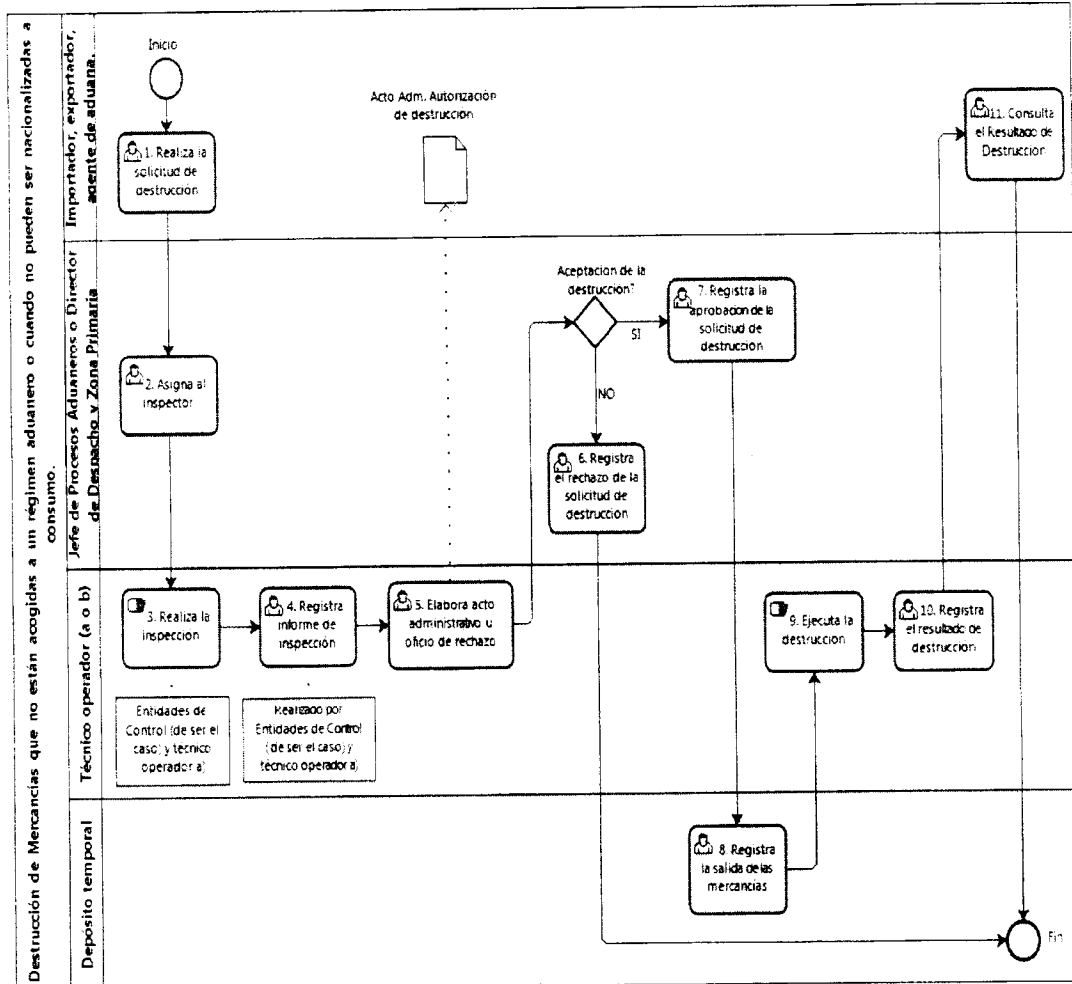 Destrucción de Mercancías que no están acogidas a un régimen aduanero o cuando no pueden ser nacionalizadas a
consumo.
Importador, exportador,
agente de aduana.
Inicio
1. Realiza la
solicitud de
destrucción
Acto Adm. Autorización
de destrucción
11. Consulta
el Resultado de
Destruccion
Jefe de Procesos Aduaneros o Director
de Despacho y Zona Primaria
2. Asigna al
inspector
Aceptacion de la
destruccion?
SI
NO
7. Registra la
aprobacion de la
solicitud de
destruccion
6. Registra
el rechazo de la
solicitud de
destruccion
Técnico operador (a o b)
3. Realiza la
inspeccion
4. Registra
informe de
inspección
5. Elabora acto
administrativo u
oficio de rechazo
9. Ejecuta la
destruccion
10. Registra
el resultado de
destruccion
Entidades de
Control (de ser el
caso) y técnico
operador a)
Realizado por
Entidades de Control
(de ser el caso) y
técnico operador a)
Depósito temporal
8. Registra
la salida de las
mercancias
Fin